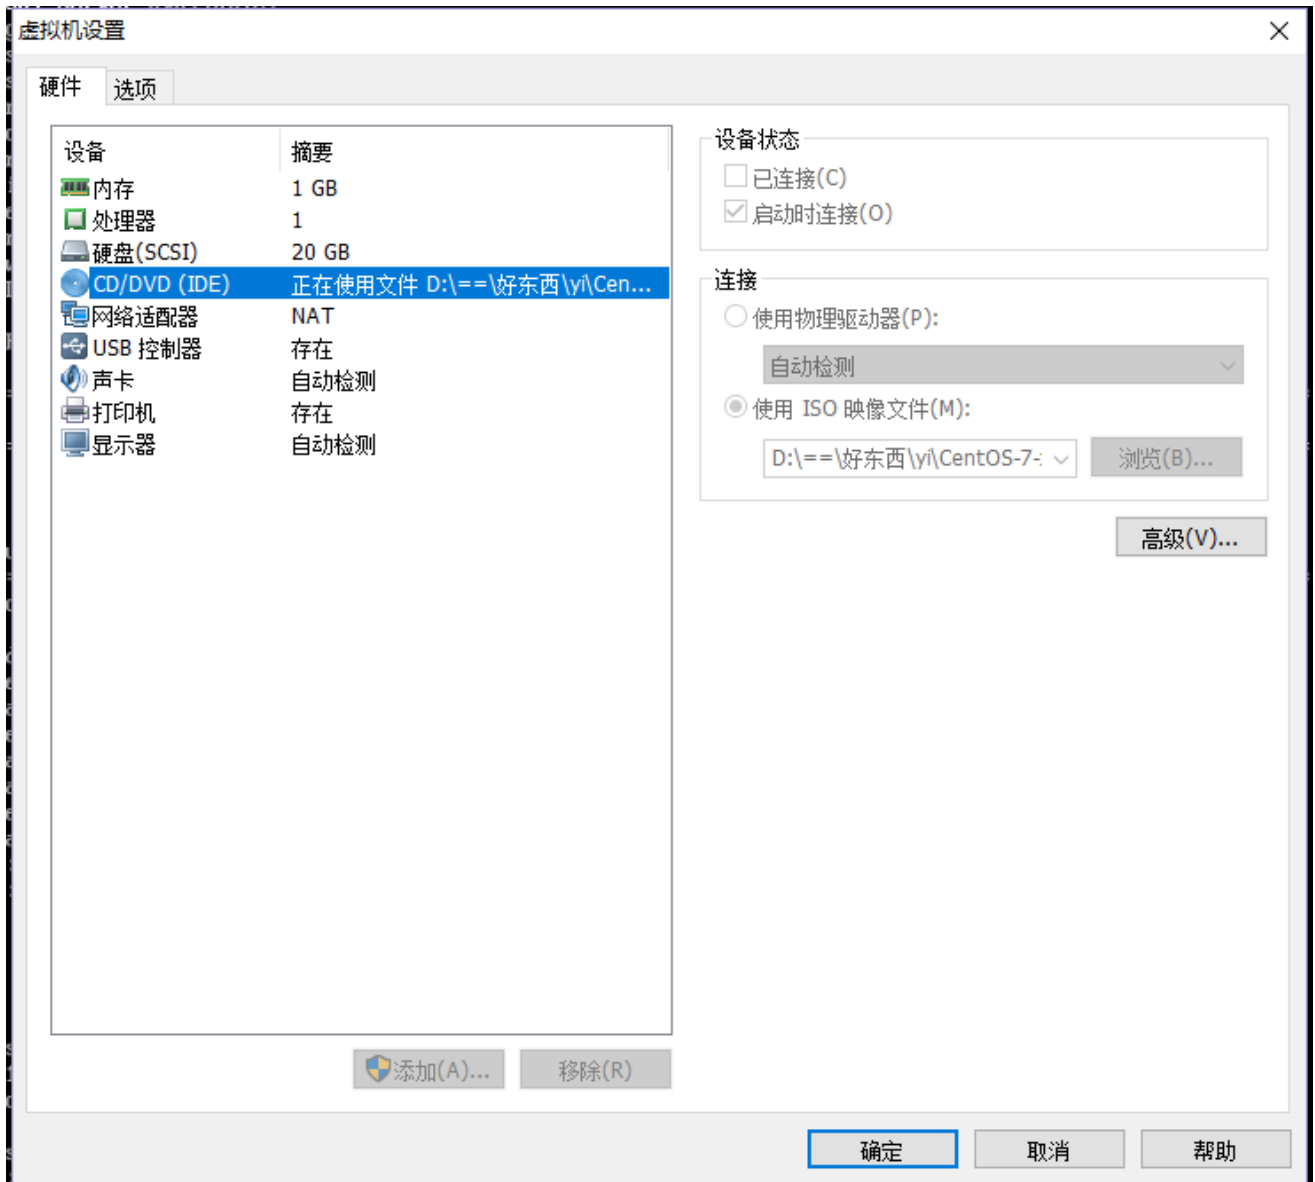 虚拟机设置
硬件 选项
设备 摘要
内存 1 GB
处理器 1
硬盘(SCSI) 20 GB
CD/DVD (IDE) 正在使用文件 D:\==\好东西\yi\Cen...
网络适配器 NAT
USB 控制器 存在
声卡 自动检测
打印机 存在
显示器 自动检测
添加(A)... 移除(R)
设备状态
已连接(C)
启动时连接(O)
连接
使用物理驱动器(P):
自动检测
使用 ISO 映像文件(M):
D:\==\好东西\yi\CentOS-7-: 浏览(B)...
高级(V)...
确定 取消 帮助